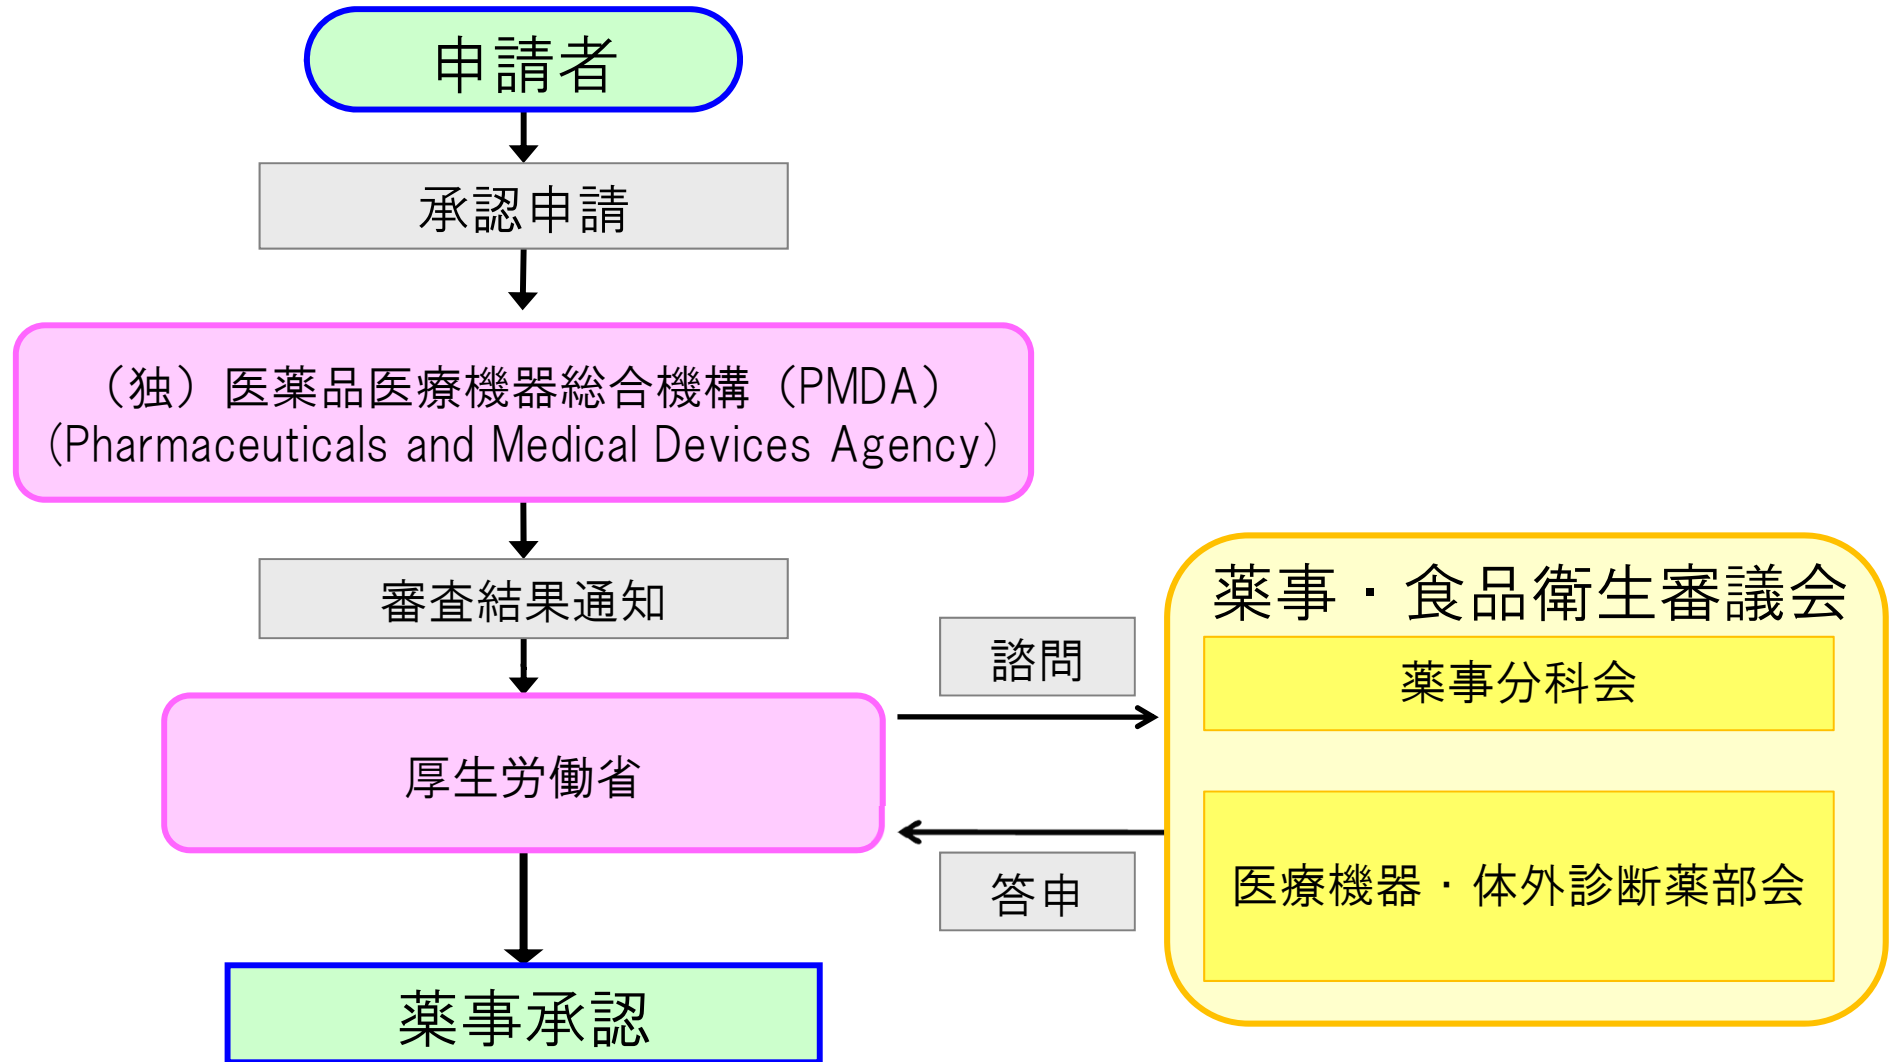 申請者
承認申請
（独）医薬品医療機器総合機構（PMDA）
(Pharmaceuticals and Medical Devices Agency)
審査結果通知
厚生労働省
諮問
答申
薬事・食品衛生審議会
薬事分科会
医療機器・体外診断薬部会
薬事承認